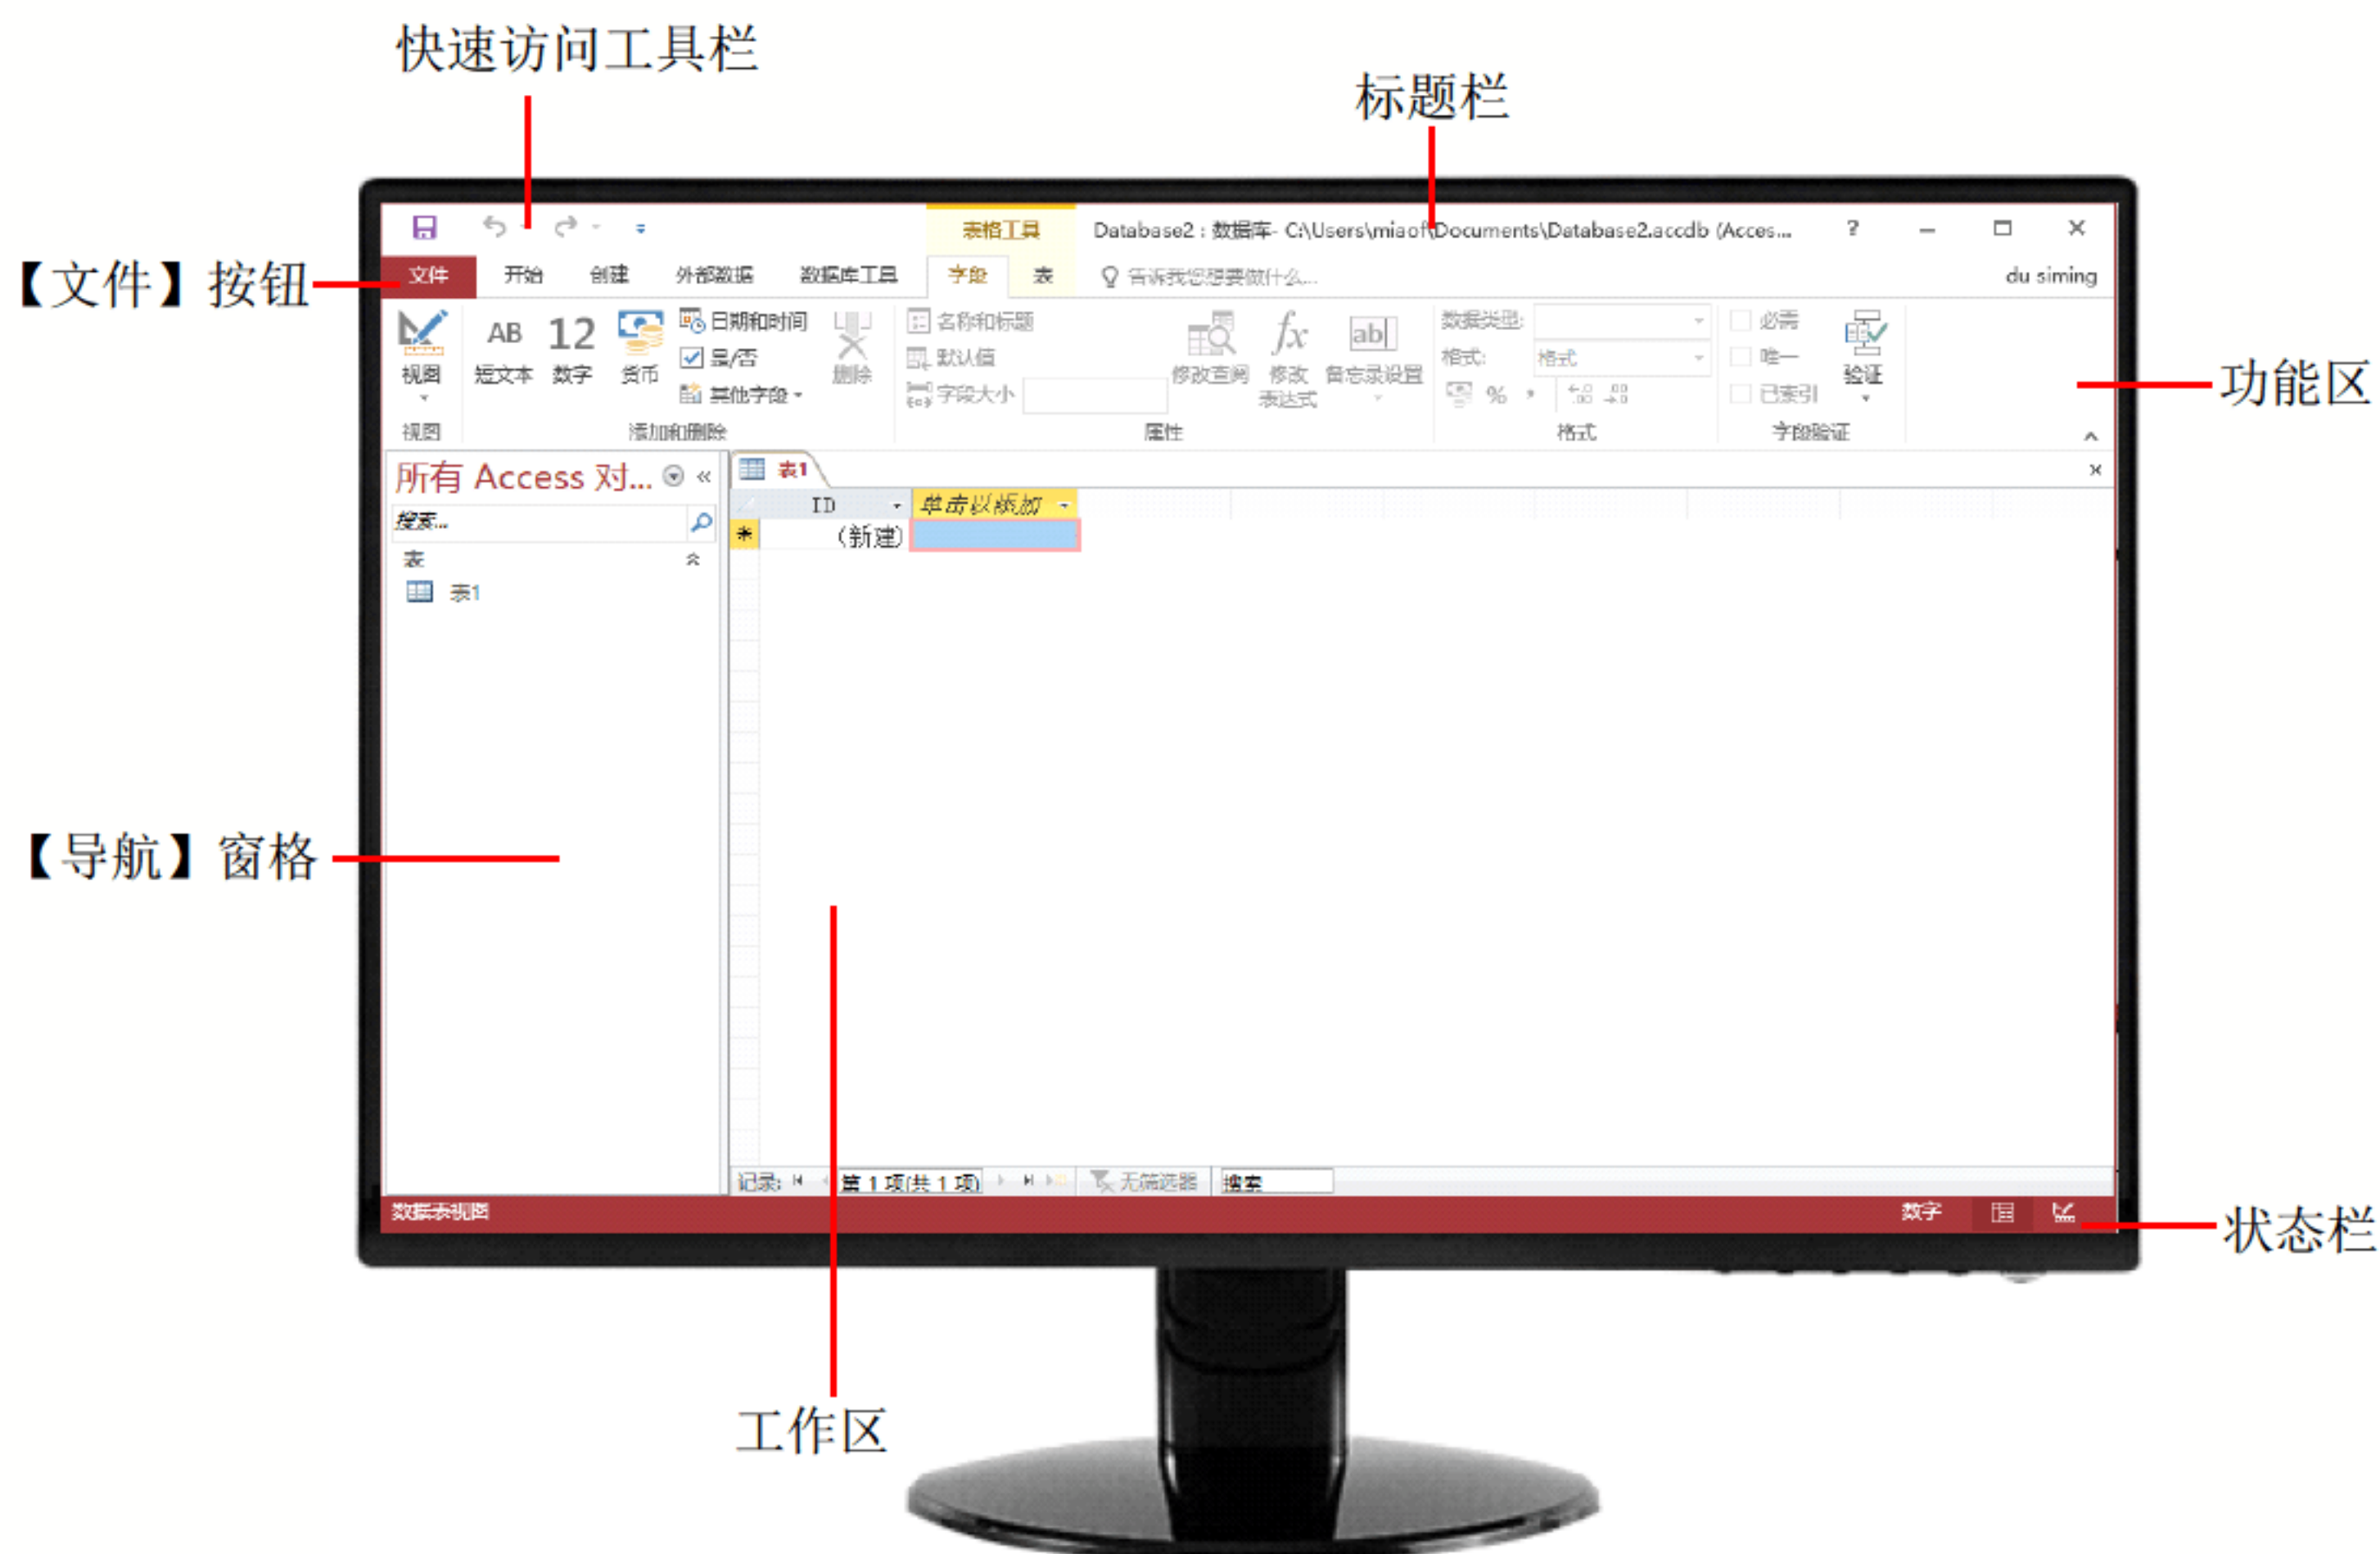 快速访问工具栏
标题栏
表格工具
Database2 : 数据库- C:\Users\miaof\Documents\Database2.accdb (Acces...
?
【文件】按钮
文件 开始 创建 外部数据 数据库工具 字段 表 告诉我您想要做什么... du siming
视图
AB 短文本
12 数字
货币
日期和时间
是/否
其他字段
删除
名称和标题
默认值
字段大小
修改查阅
fx 修改
表达式
ab| 备忘录设置
数据类型:
格式: 格式
% , .00 .00
必需
唯一
已索引
验证
功能区
视图 添加和删除 属性 格式 字段验证
所有 Access 对... «
搜索...
表
表1
表1
ID 单击以添加
* (新建)
【导航】窗格
记录: 第 1 项(共 1 项) 无筛选器 搜索
数据表视图 数字
状态栏
工作区